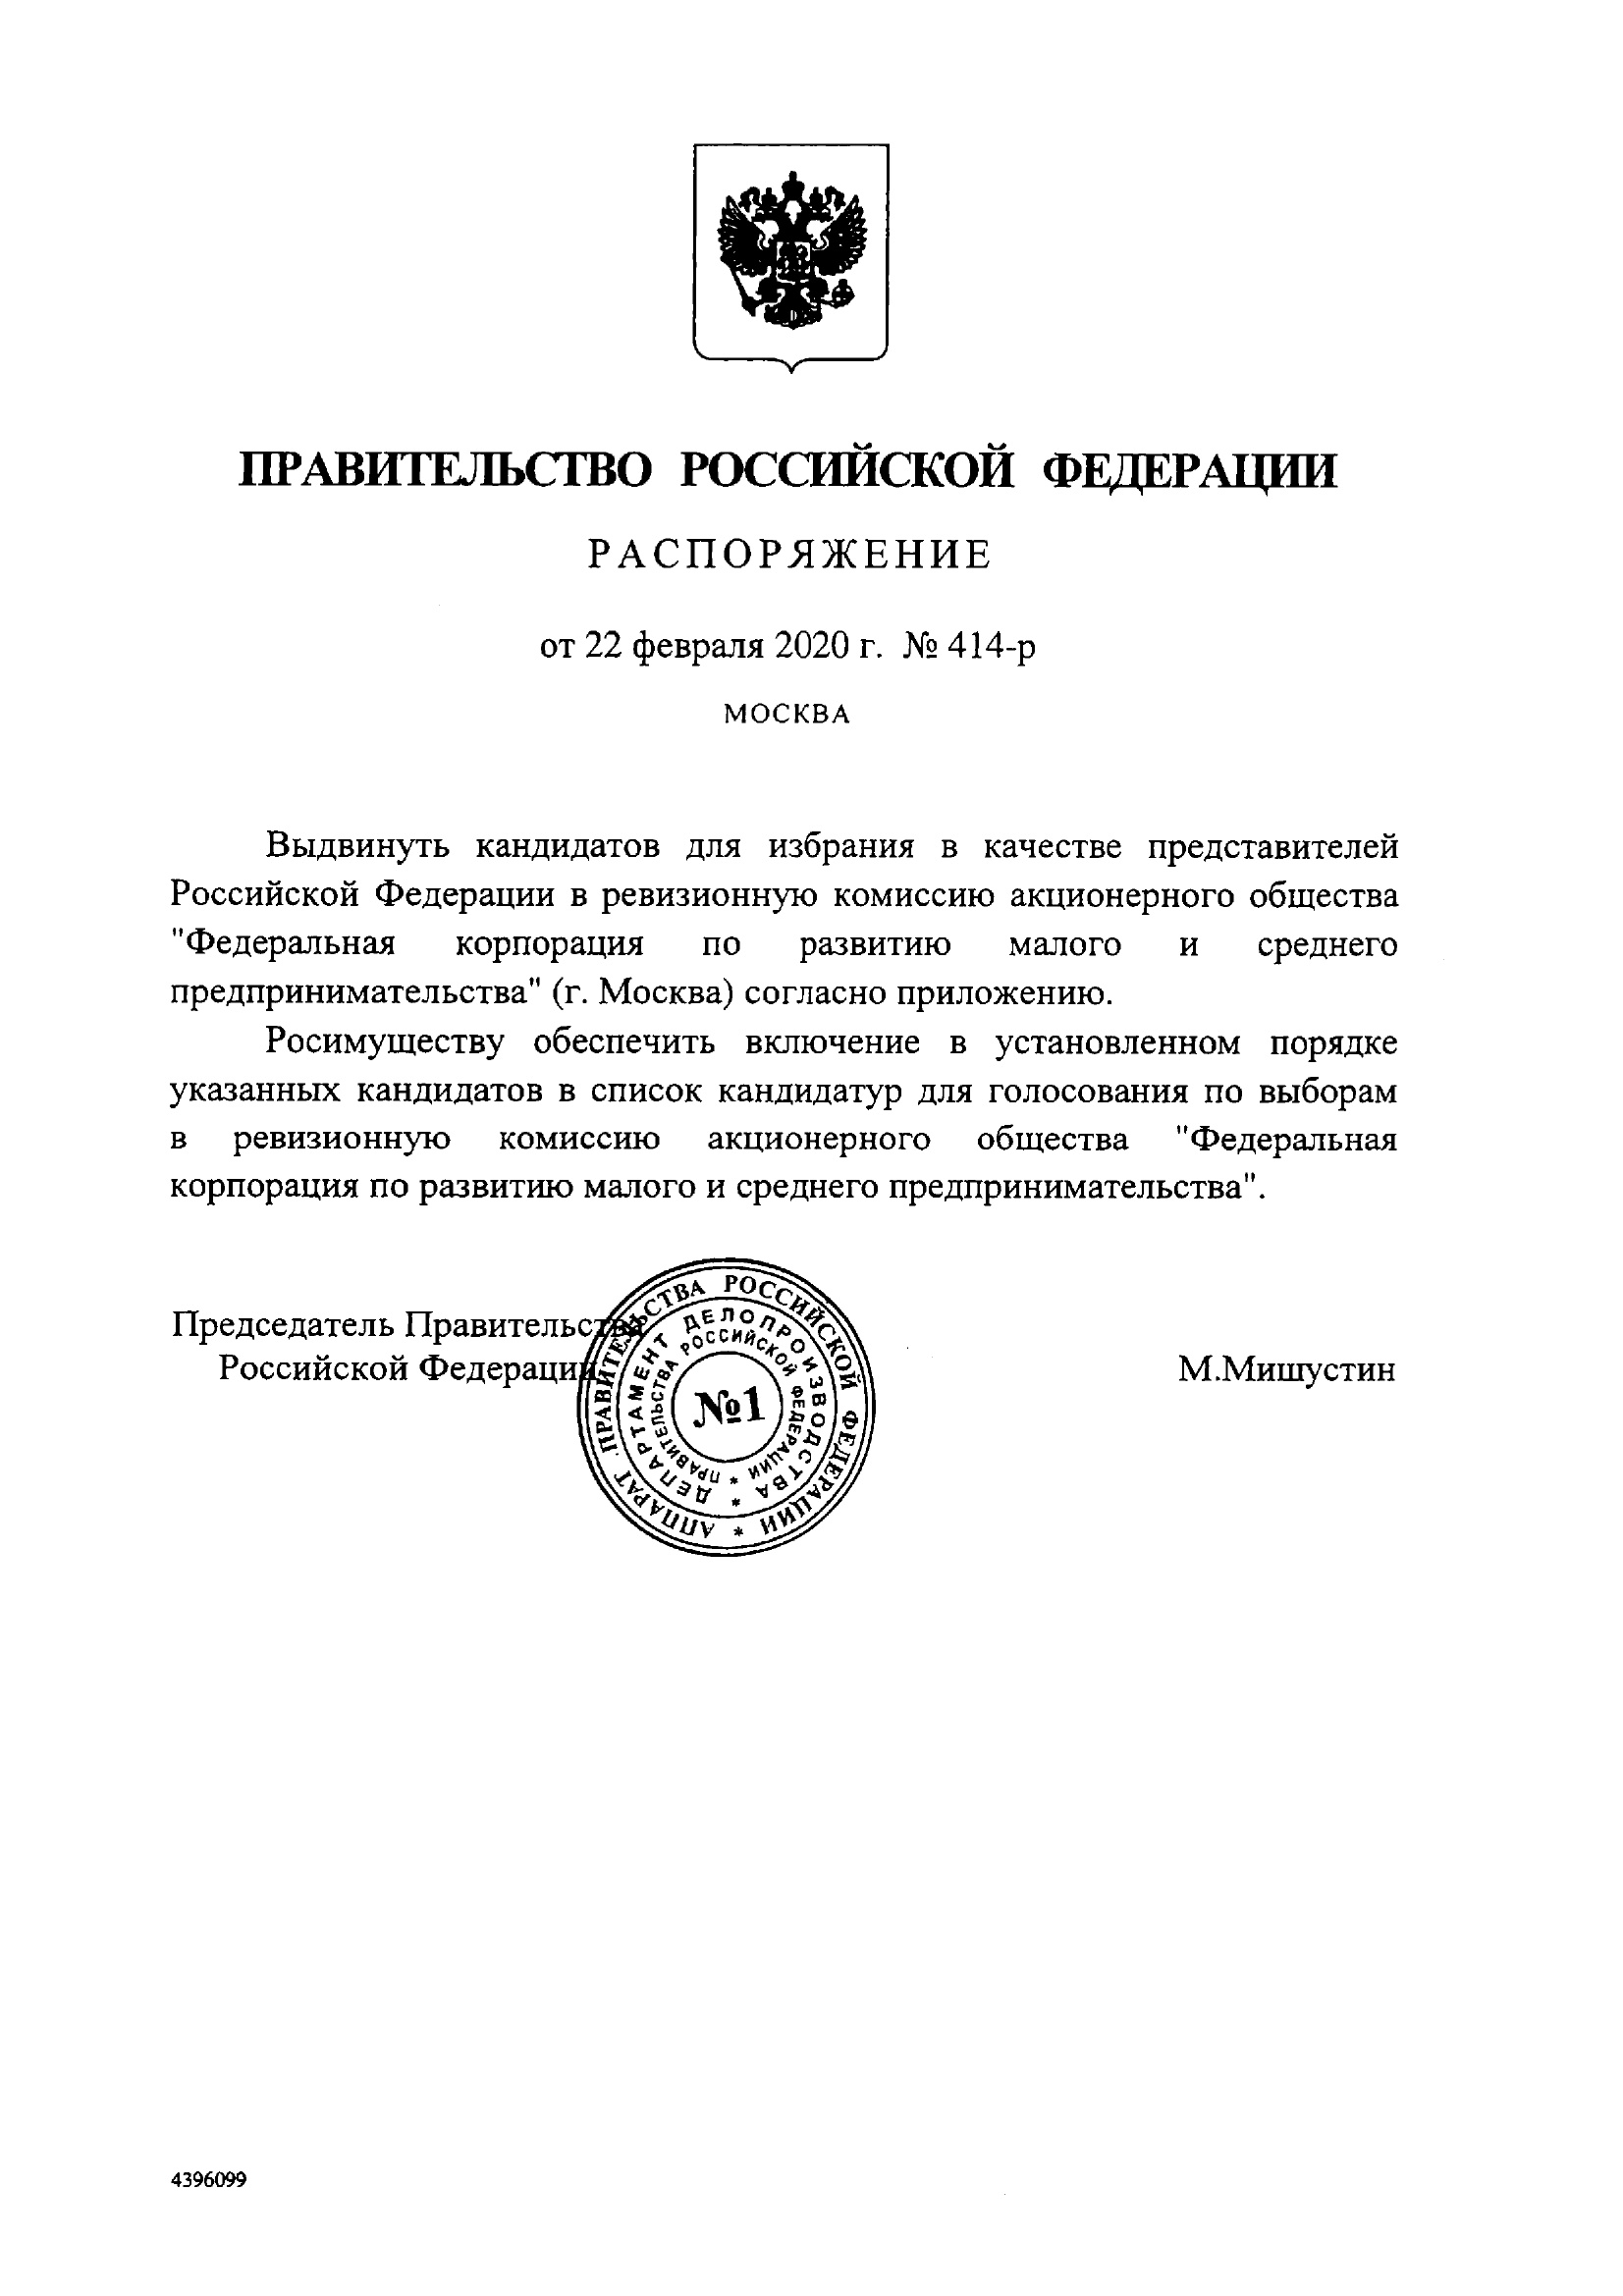 ПРАВИТЕЛЬСТВО РОССИЙСКОЙ ФЕДЕРАЦИИ
РАСПОРЯЖЕНИЕ
от 22 февраля 2020 г. № 414-р
МОСКВА
Выдвинуть кандидатов для избрания в качестве представителей
Российской Федерации в ревизионную комиссию акционерного общества
"Федеральная корпорация по развитию малого и среднего
предпринимательства" (г. Москва) согласно приложению.
Росимуществу обеспечить включение в установленном порядке
указанных кандидатов в список кандидатур для голосования по выборам
в ревизионную комиссию акционерного общества "Федеральная
корпорация по развитию малого и среднего предпринимательства".
Председатель Правительства
Российской Федерации
М.Мишустин
АППАРАТ ПРАВИТЕЛЬСТВА РОССИЙСКОЙ ФЕДЕРАЦИИ *
ДЕПАРТАМЕНТ ДЕЛОПРОИЗВОДСТВА *
ПРАВИТЕЛЬСТВА РОССИЙСКОЙ ФЕДЕРАЦИИ *
№1
4396099